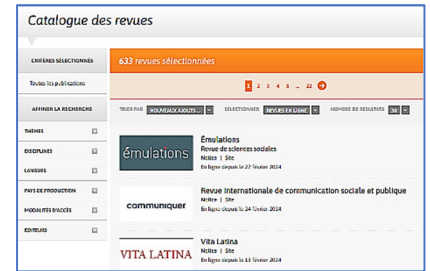 Catalogue des revues
CRITÈRES SÉLECTIONNÉS
Toutes les publications
AFFINER LA RECHERCHE
THÈMES
DISCIPLINES
LANGUES
PAYS DE PRODUCTION
MODALITÉS D'ACCÈS
ÉDITEURS
633 revues sélectionnées
1 2 3 4 5 ... 22
TRIER PAR NOUVEAUX AJOUTS... SÉLECTIONNER REVUES EN LIGNE NOMBRE DE RÉSULTATS 30
émulations
Émulations
Revue de sciences sociales
Notice | Site
En ligne depuis le 27 février 2024
communiquer
Revue internationale de communication sociale et publique
Notice | Site
En ligne depuis le 24 février 2024
VITA LATINA
Vita Latina
Notice | Site
En ligne depuis le 13 février 2024